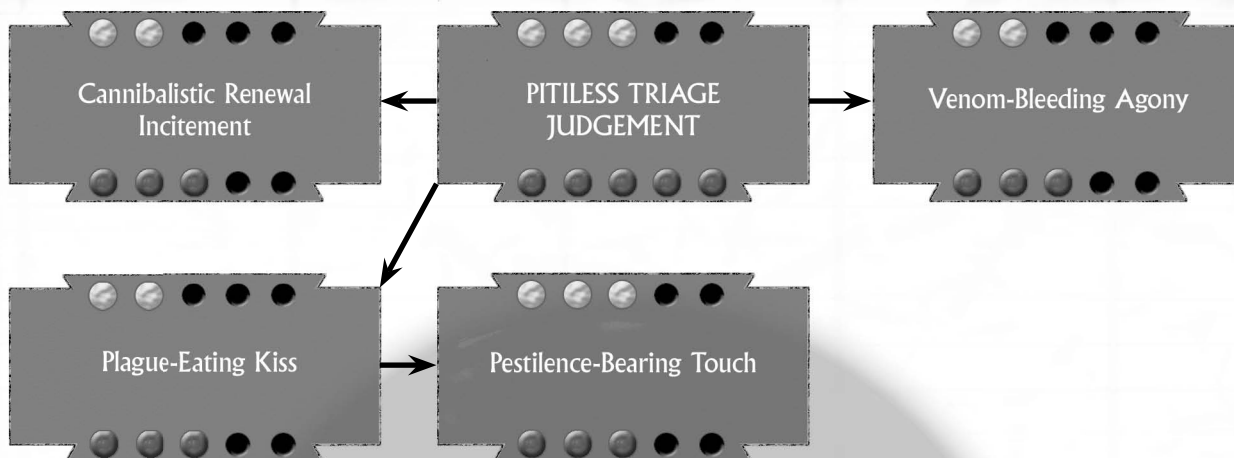 Cannibalistic Renewal
Incitement
PITILESS TRIAGE
JUDGEMENT
Venom-Bleeding Agony
Plague-Eating Kiss
Pestilence-Bearing Touch